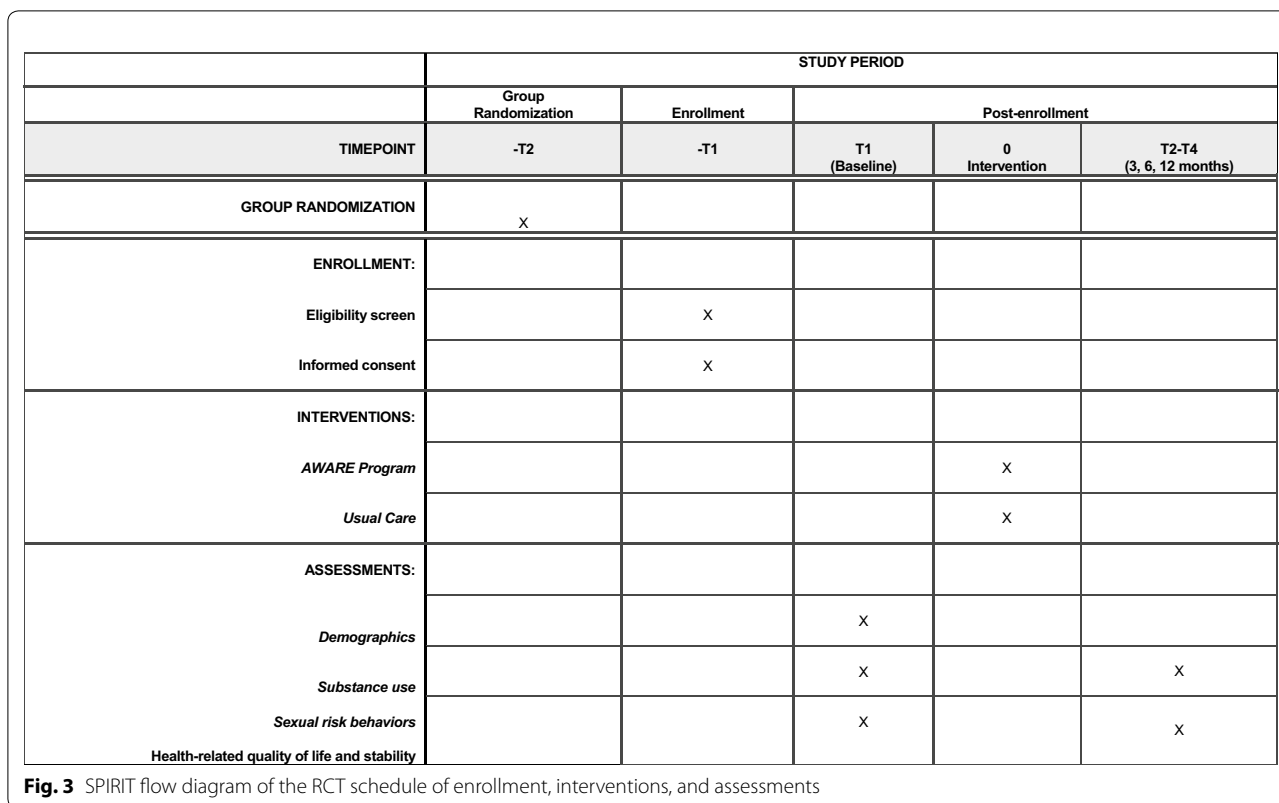 STUDY PERIOD
Group Randomization Enrollment Post-enrollment
TIMEPOINT -T2 -T1 T1 (Baseline) 0 Intervention T2-T4 (3, 6, 12 months)
GROUP RANDOMIZATION X
ENROLLMENT:
Eligibility screen X
Informed consent X
INTERVENTIONS:
AWARE Program X
Usual Care X
ASSESSMENTS:
Demographics X
Substance use X X
Sexual risk behaviors X X
Health-related quality of life and stability
Fig. 3 SPIRIT flow diagram of the RCT schedule of enrollment, interventions, and assessments